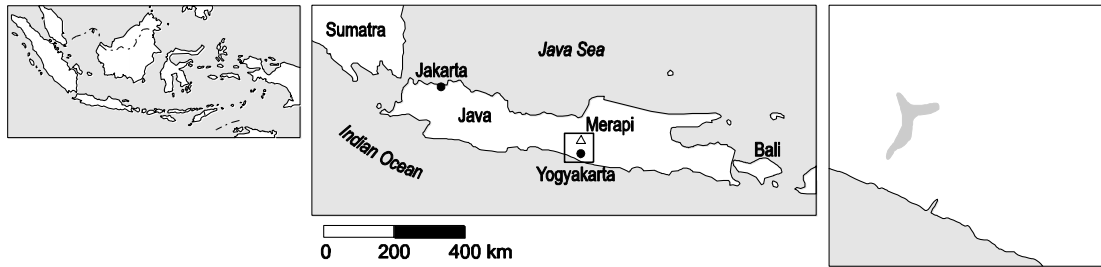 Sumatra
Java Sea
Jakarta
Java
Merapi
Indian Ocean
Bali
Yogyakarta
0 200 400 km